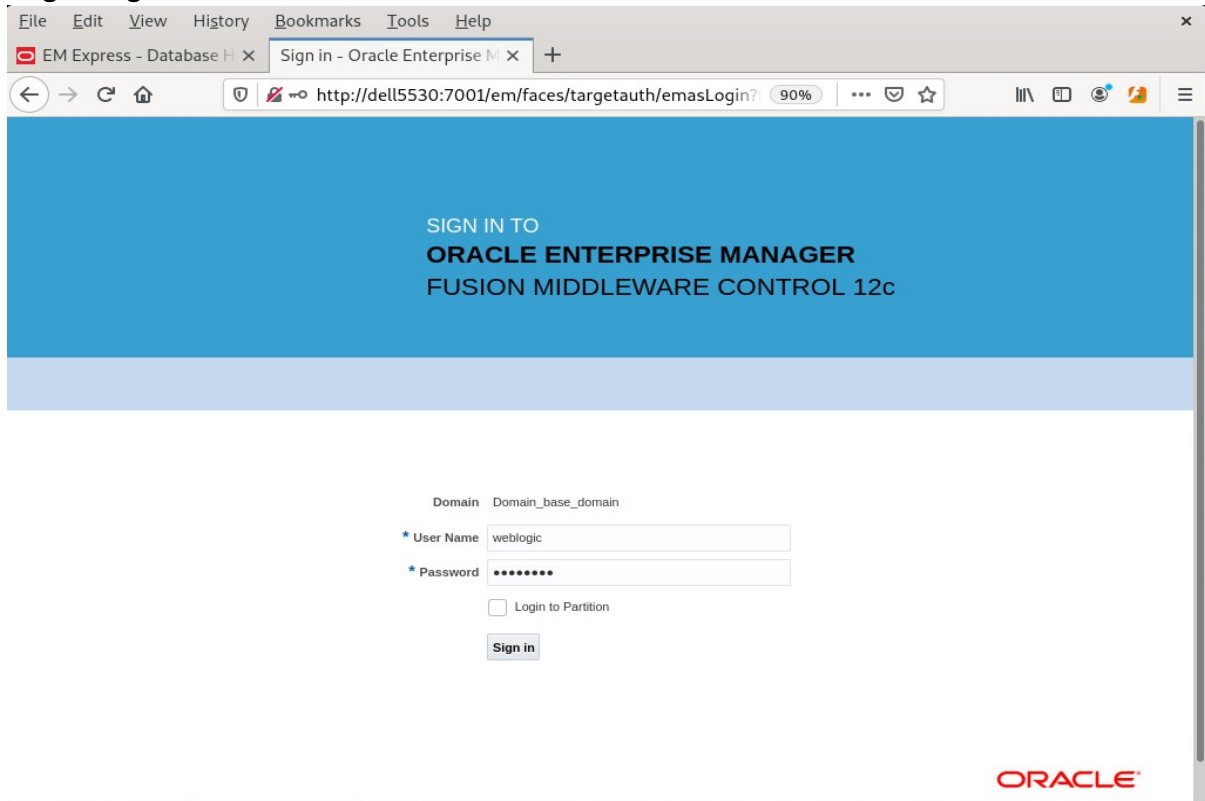 File Edit View History Bookmarks Tools Help
EM Express - Database H
Sign in - Oracle Enterprise M
http://dell5530:7001/em/faces/targetauth/emasLogin? 90%
SIGN IN TO
ORACLE ENTERPRISE MANAGER
FUSION MIDDLEWARE CONTROL 12c
Domain Domain_base_domain
* User Name weblogic
* Password ••••••••
Login to Partition
Sign in
ORACLE